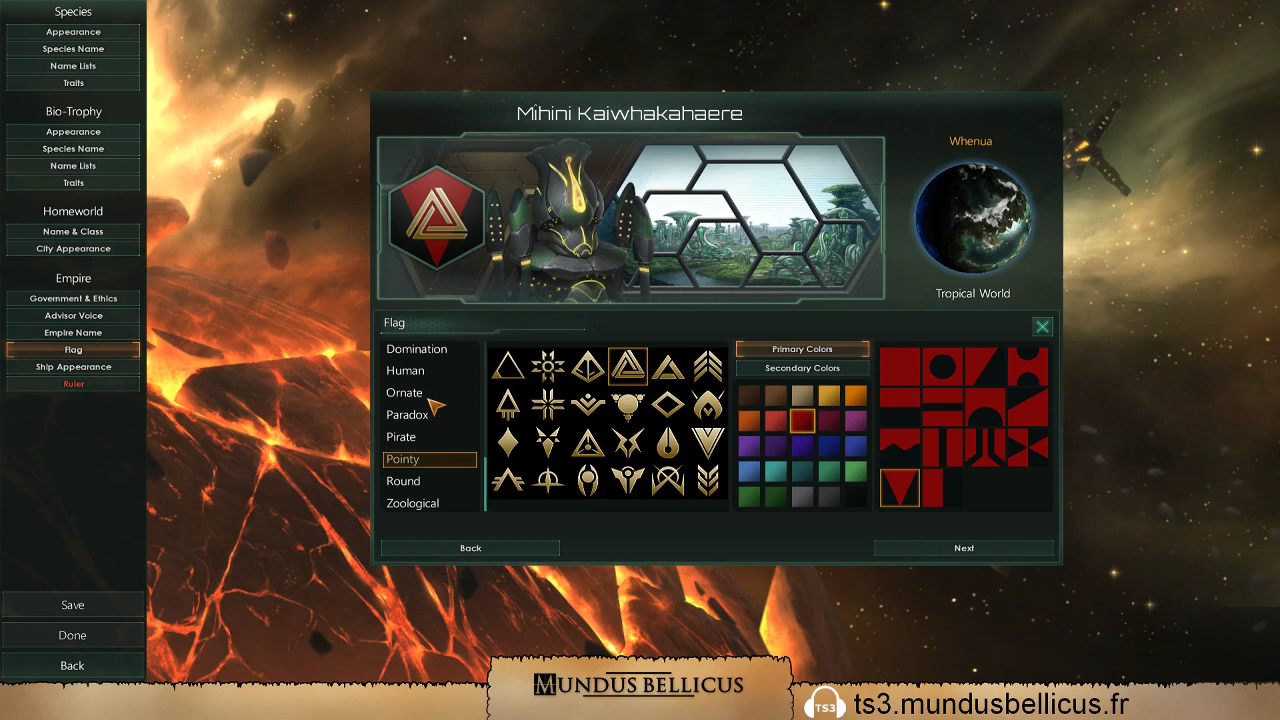 Species
Appearance
Species Name
Name Lists
Traits
Bio-Trophy
Appearance
Species Name
Name Lists
Traits
Homeworld
Name & Class
City Appearance
Empire
Government & Ethics
Advisor Voice
Empire Name
Flag
Ship Appearance
Ruler
Save
Done
Back
Mihini Kaiwhakahaere
Whenua
Tropical World
Flag
Domination
Human
Ornate
Paradox
Pirate
Pointy
Round
Zoological
Primary Colors
Secondary Colors
Back
Next
MUNDUS BELLICUS
TS3
ts3.mundusbellicus.fr